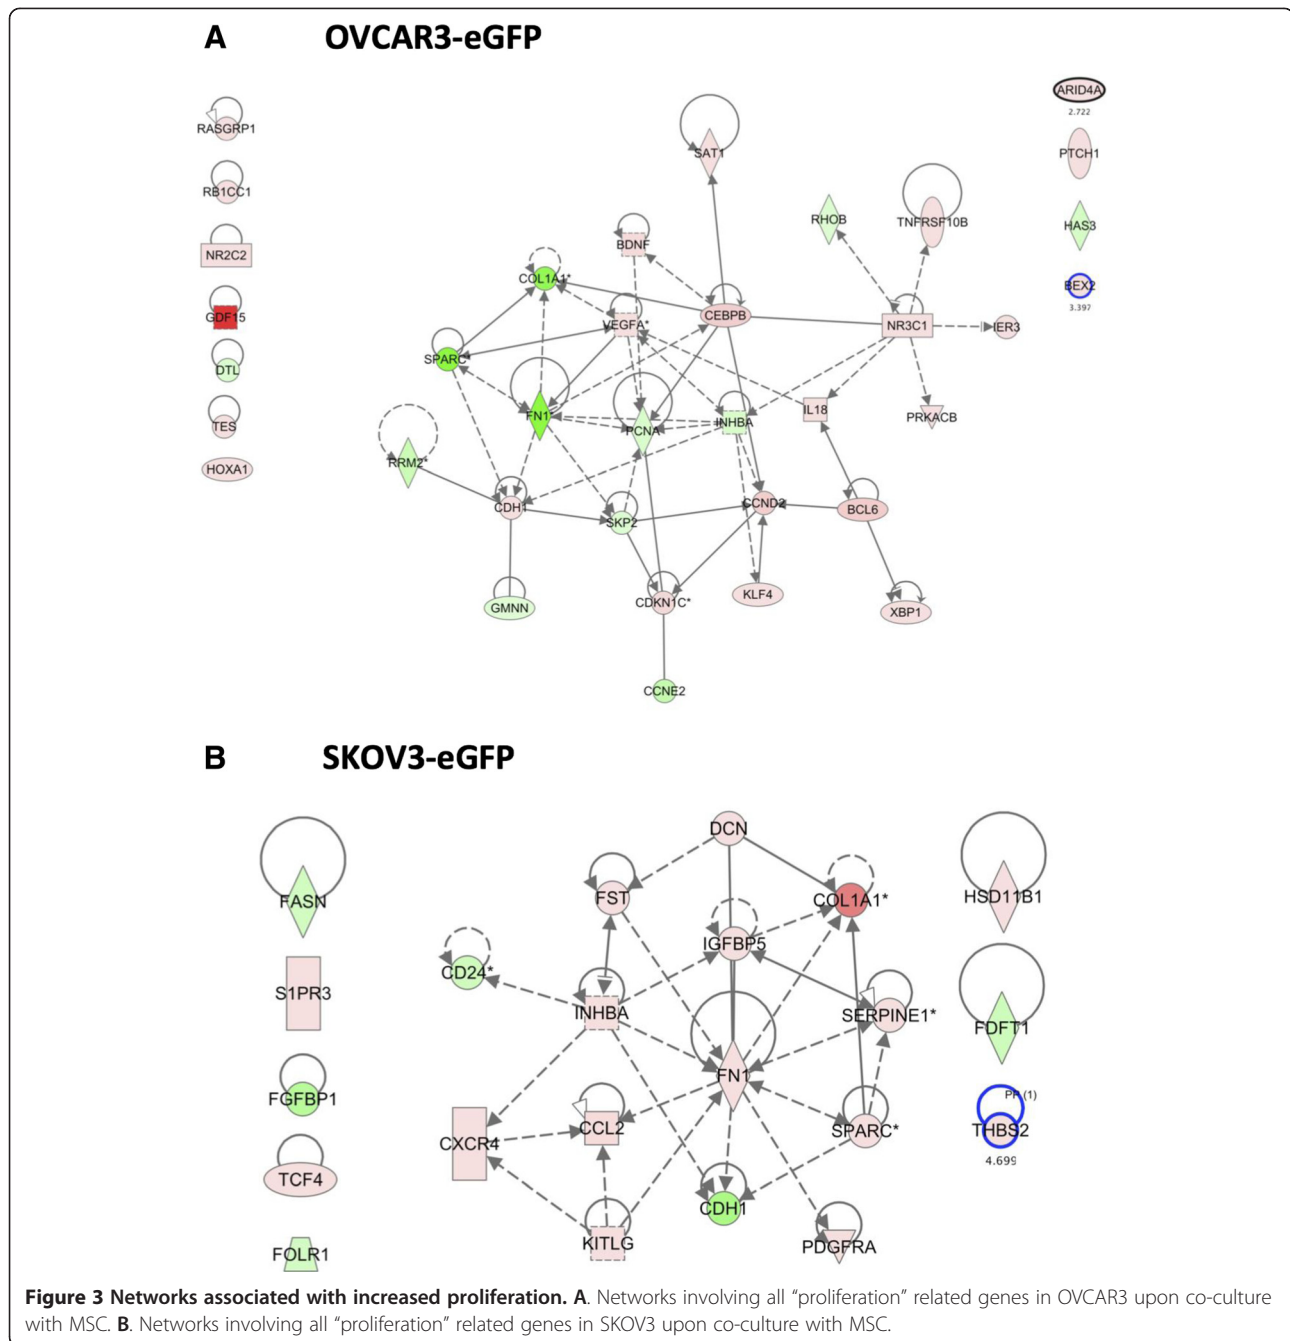 A OVCAR3-eGFP
RASGRP1
RB1CC1
NR2C2
GDF15
DTL
TES
HOXA1
SAT1
BDNF
COL1A1*
VEGFA*
CEBPB
SPARC*
FN1
PCNA
INHBA
RRM2*
CDH1
SKP2
CCND2
GMNN
CDKN1C*
KLF4
CCNE2
RHOB
TNFRSF10B
NR3C1
IER3
IL18
PRKACB
BCL6
XBP1
ARID4A
2.722
PTCH1
HAS3
BEX2
3.397
B SKOV3-eGFP
FASN
S1PR3
FGFBP1
TCF4
FOLR1
DCN
FST
COL1A1*
IGFBP5
CD24*
INHBA
SERPINE1*
FN1
CXCR4
CCL2
SPARC*
CDH1
KITLG
PDGFRA
HSD11B1
FDFT1
PP (1)
THBS2
4.699
Figure 3 Networks associated with increased proliferation. A. Networks involving all “proliferation” related genes in OVCAR3 upon co-culture
with MSC. B. Networks involving all “proliferation” related genes in SKOV3 upon co-culture with MSC.